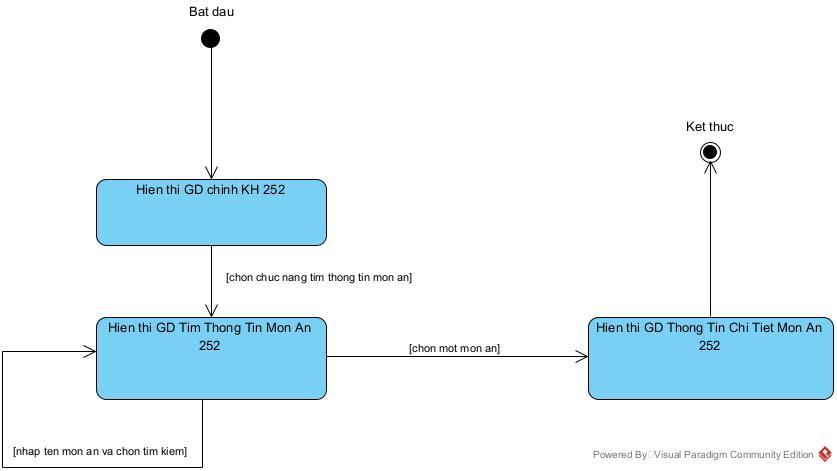 Bat dau
Ket thuc
Hien thi GD chinh KH 252
[chon chuc nang tim thong tin mon an]
Hien thi GD Tim Thong Tin Mon An
252
[chon mot mon an]
Hien thi GD Thong Tin Chi Tiet Mon An
252
[nhap ten mon an va chon tim kiem]
Powered By Visual Paradigm Community Edition